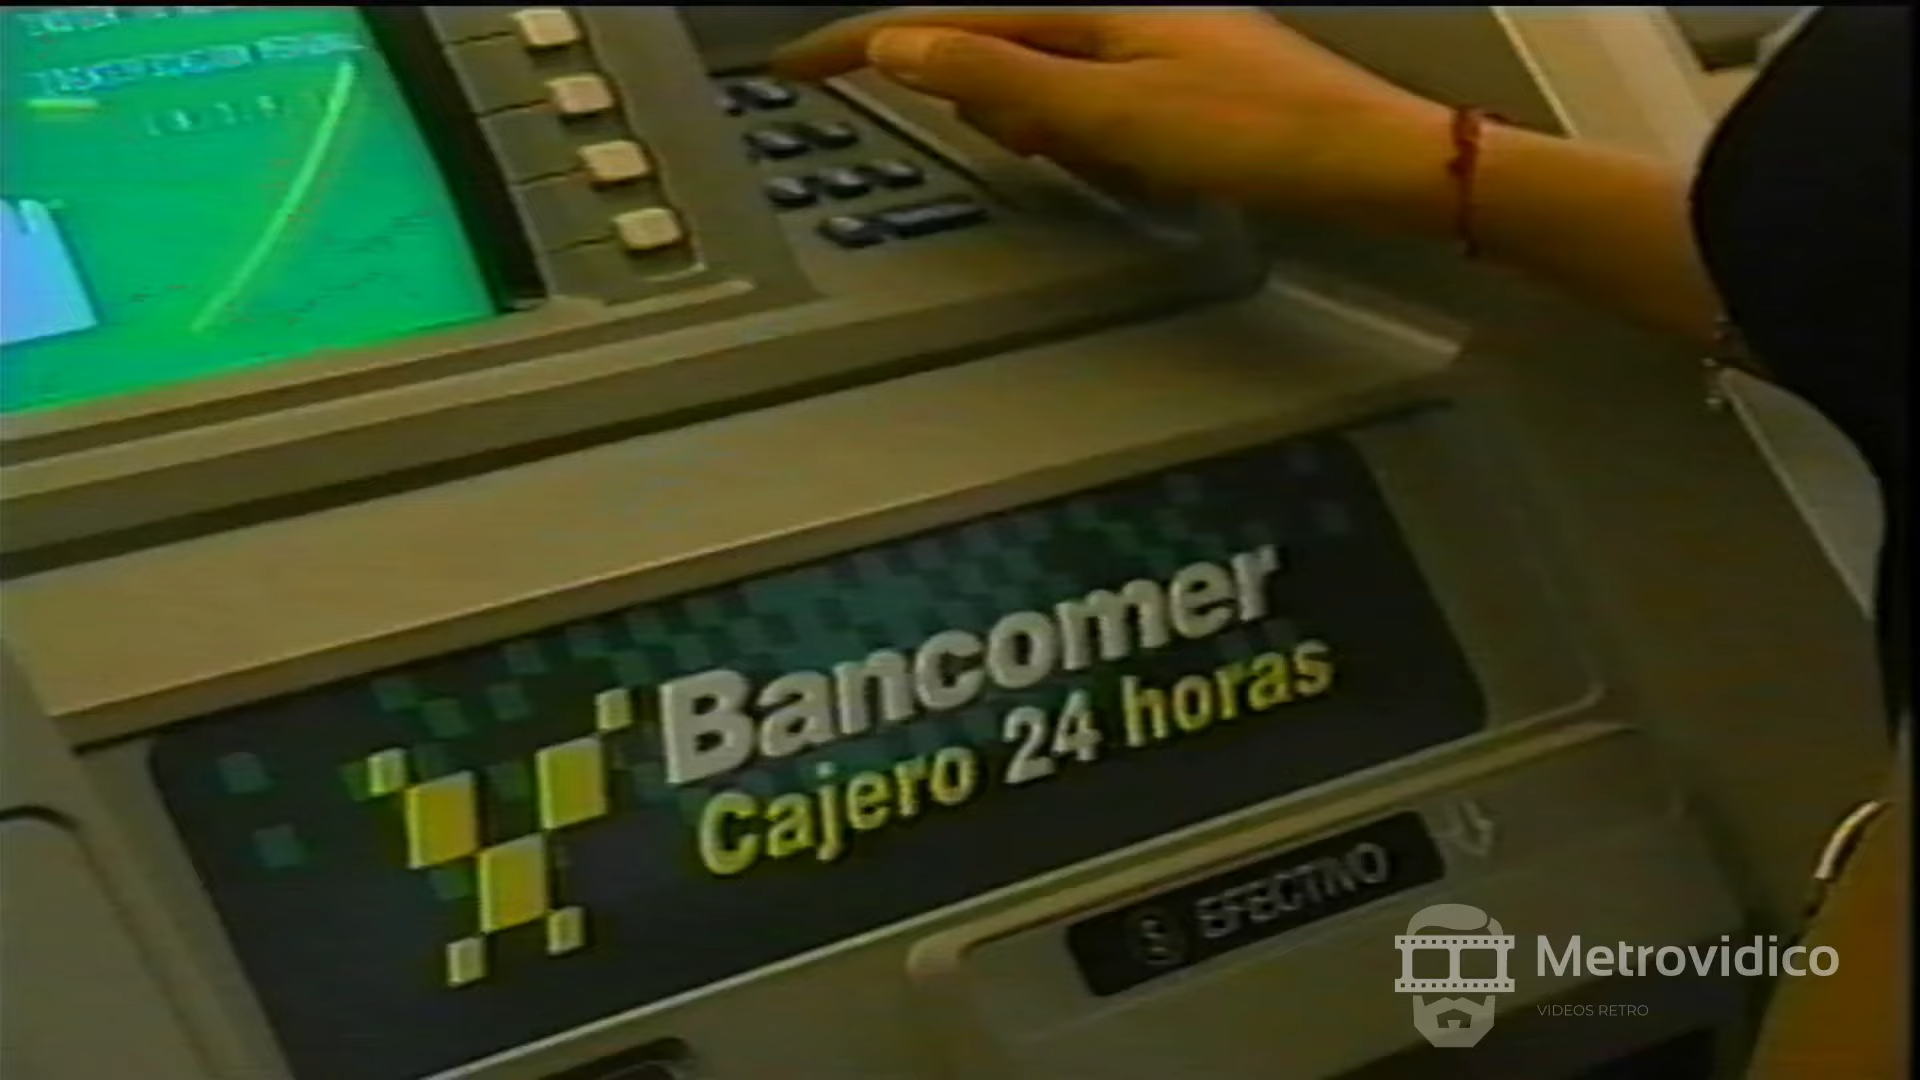 Bancomer
Cajero 24 horas
EFECTIVO
Metrovidico
VIDEOS RETRO